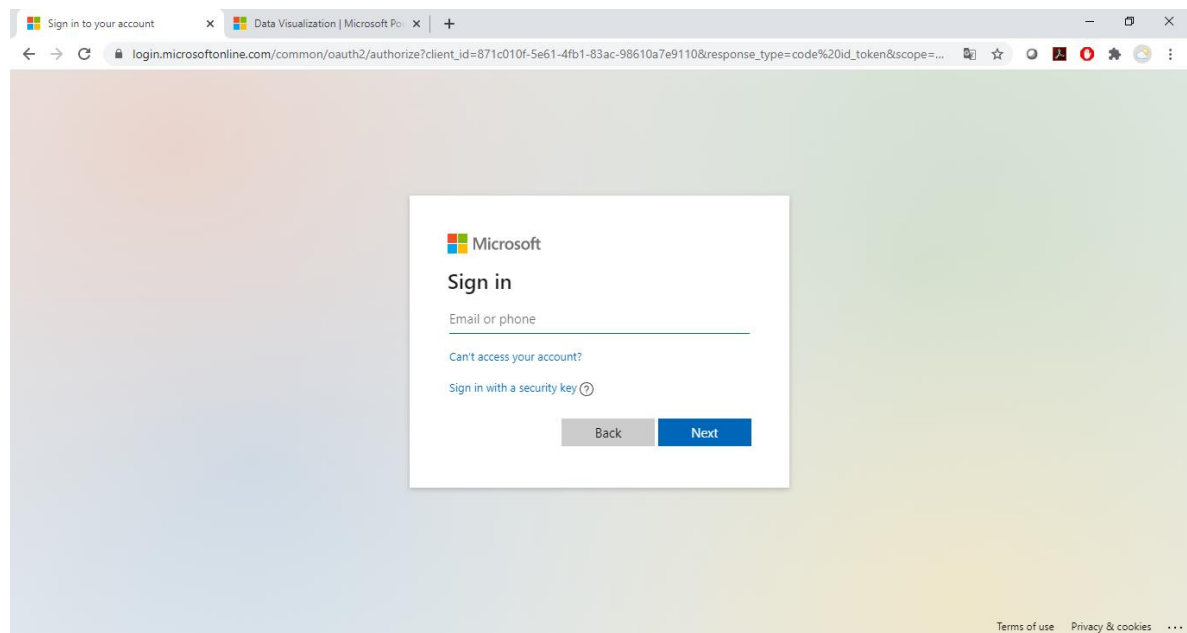 Sign in to your account
Data Visualization | Microsoft Po
login.microsoftonline.com/common/oauth2/authorize?client_id=871c010f-5e61-4fb1-83ac-98610a7e9110&response_type=code%20id_token&scope=...
Microsoft
Sign in
Email or phone
Can't access your account?
Sign in with a security key
Back Next
Terms of use Privacy & cookies ...